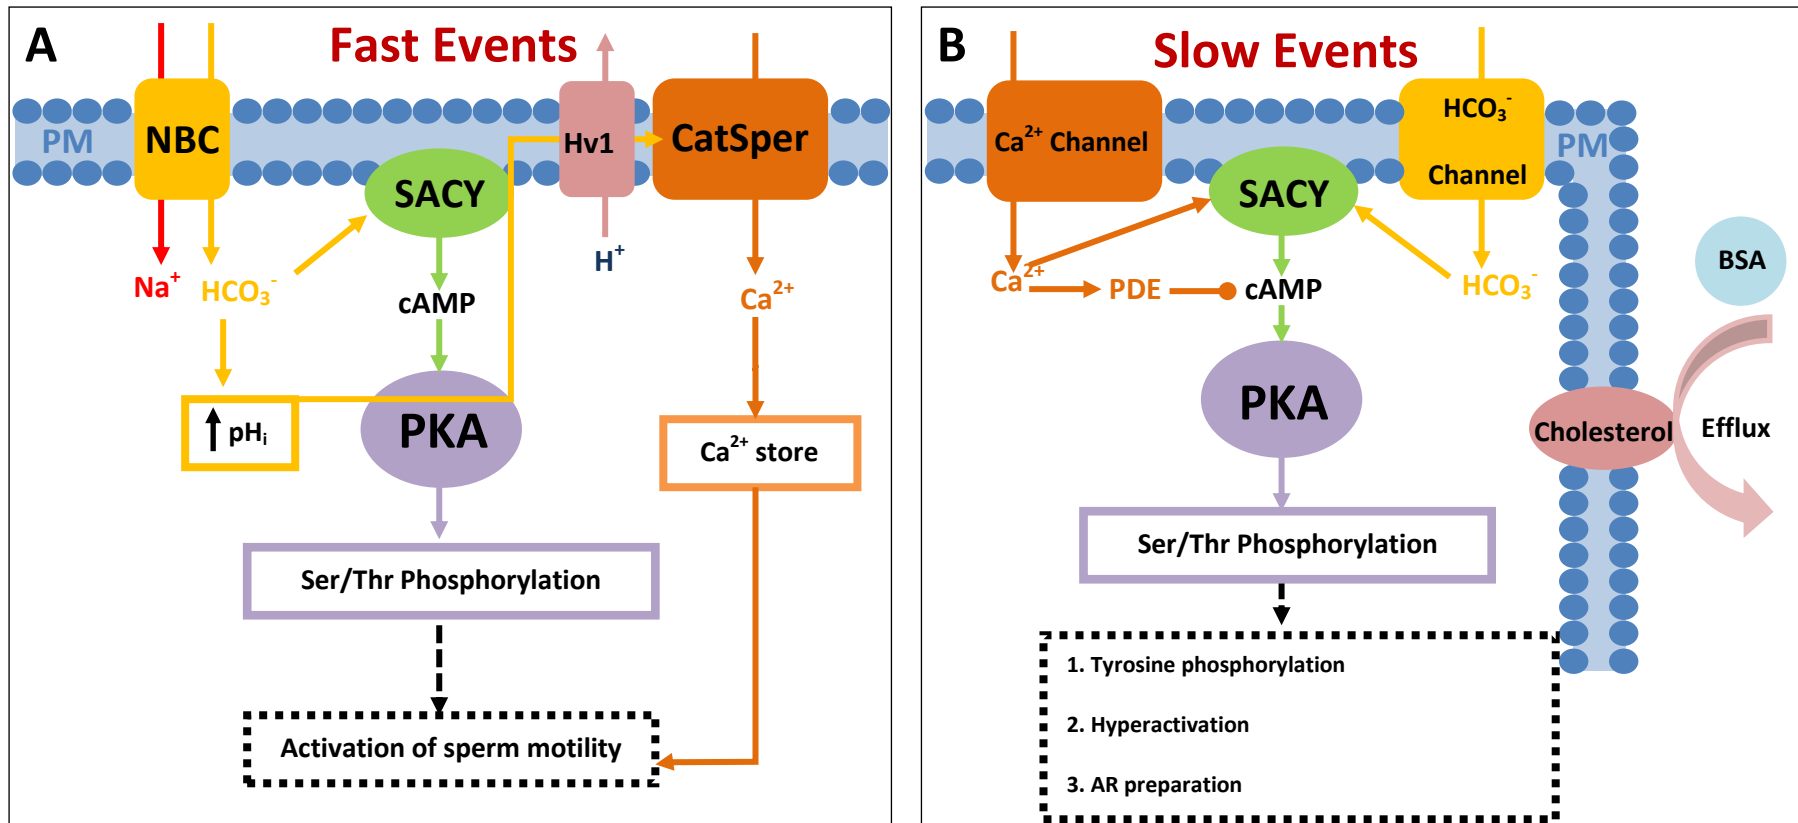 A
Fast Events
PM
NBC
Hv1
CatSper
SACY
Na⁺
HCO₃⁻
H⁺
Ca²⁺
cAMP
pHᵢ
PKA
Ca²⁺ store
Ser/Thr Phosphorylation
Activation of sperm motility
B
Slow Events
Ca²⁺ Channel
HCO₃⁻
Channel
PM
SACY
BSA
Ca²⁺
PDE
cAMP
HCO₃⁻
PKA
Cholesterol
Efflux
Ser/Thr Phosphorylation
1. Tyrosine phosphorylation
2. Hyperactivation
3. AR preparation